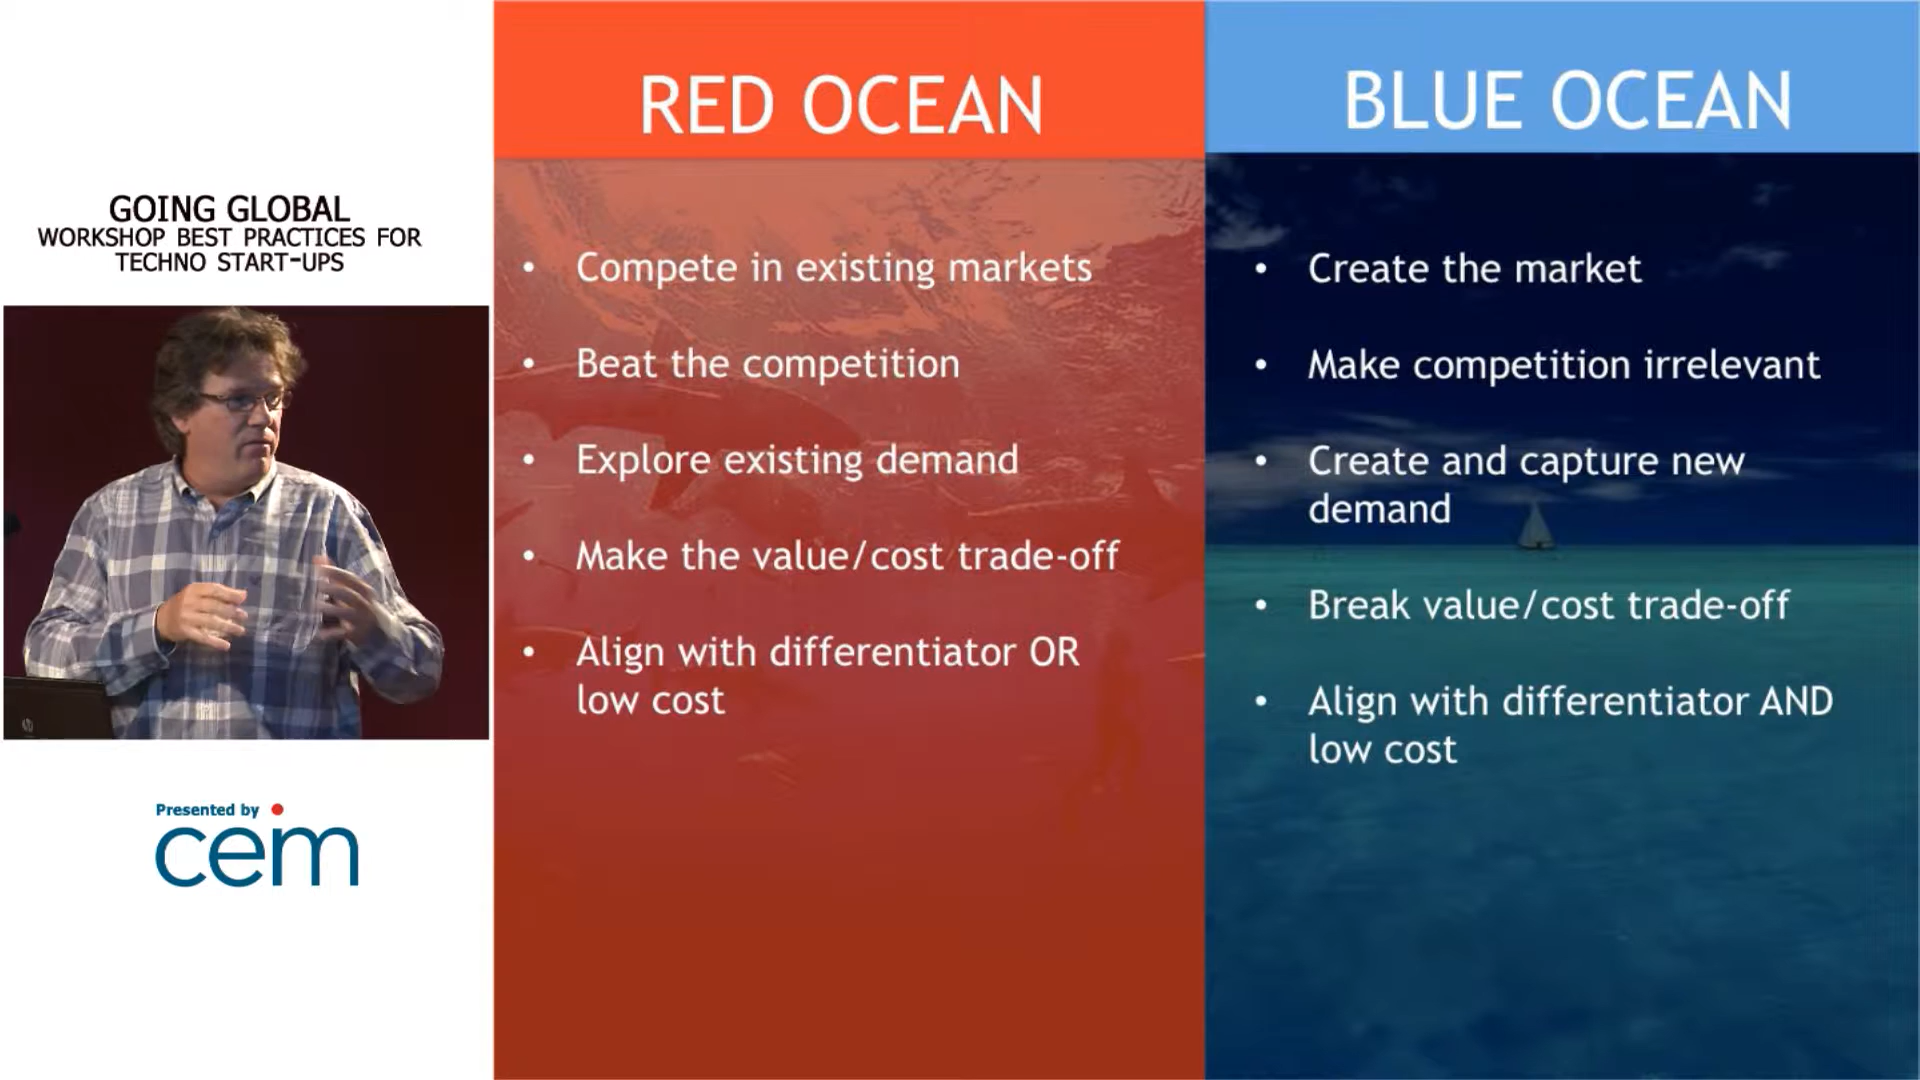 GOING GLOBAL
WORKSHOP BEST PRACTICES FOR
TECHNO START-UPS
Presented by
cem
RED OCEAN
• Compete in existing markets
• Beat the competition
• Explore existing demand
• Make the value/cost trade-off
• Align with differentiator OR
low cost
BLUE OCEAN
• Create the market
• Make competition irrelevant
• Create and capture new
demand
• Break value/cost trade-off
• Align with differentiator AND
low cost